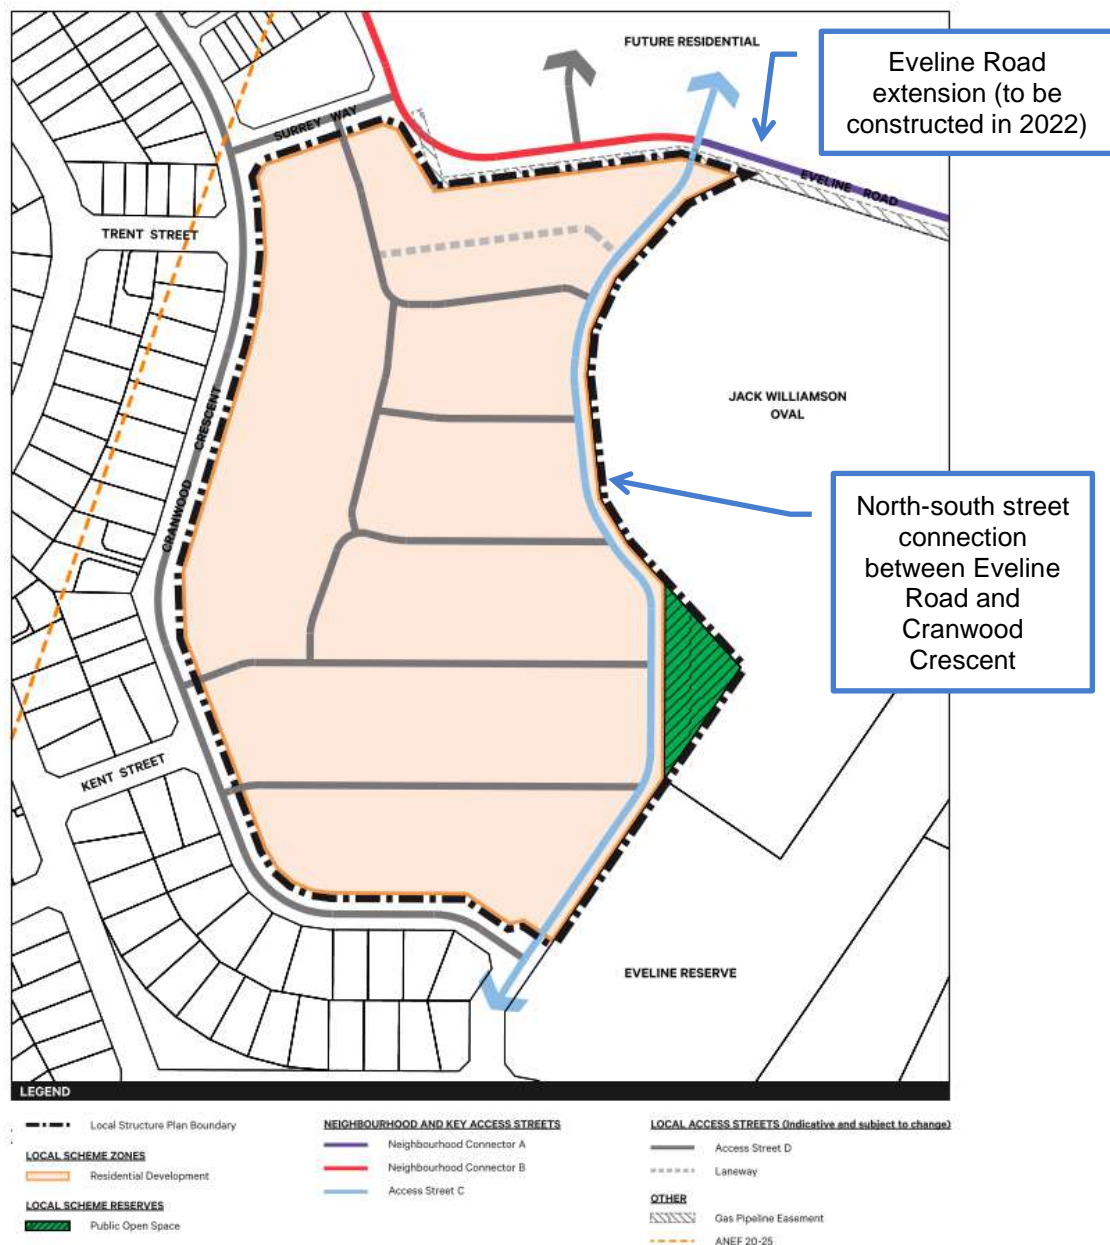 FUTURE RESIDENTIAL
Eveline Road
extension (to be
constructed in 2022)
SURREY WAY
EVELINE ROAD
TRENT STREET
JACK WILLIAMSON
OVAL
CRANWOOD CRESCENT
North-south street
connection
between Eveline
Road and
Cranwood
Crescent
KENT STREET
EVELINE RESERVE
LEGEND
Local Structure Plan Boundary
LOCAL SCHEME ZONES
Residential Development
LOCAL SCHEME RESERVES
Public Open Space
NEIGHBOURHOOD AND KEY ACCESS STREETS
Neighbourhood Connector A
Neighbourhood Connector B
Access Street C
LOCAL ACCESS STREETS (Indicative and subject to change)
Access Street D
Laneway
OTHER
Gas Pipeline Easement
ANEF 20-25